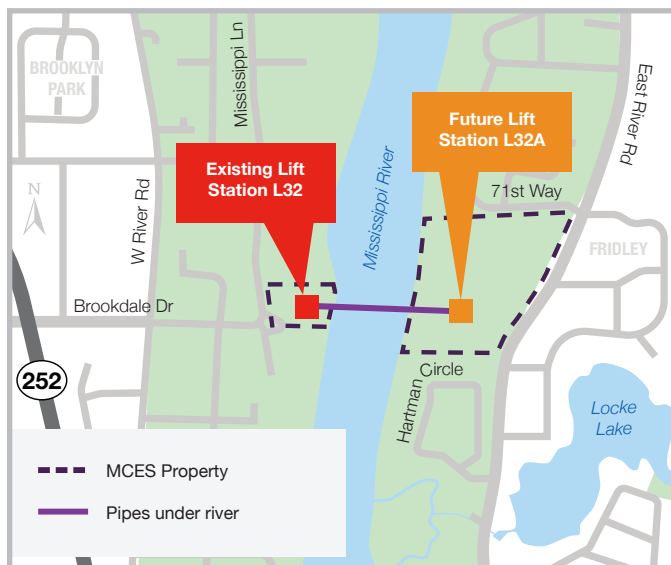 BROOKLYN
PARK
Mississippi Ln
East River Rd
Future Lift
Station L32A
Existing Lift
Station L32
Mississippi River
71st Way
N
W River Rd
FRIDLEY
Brookdale Dr
252
Hartman
Circle
Locke
Lake
MCES Property
Pipes under river